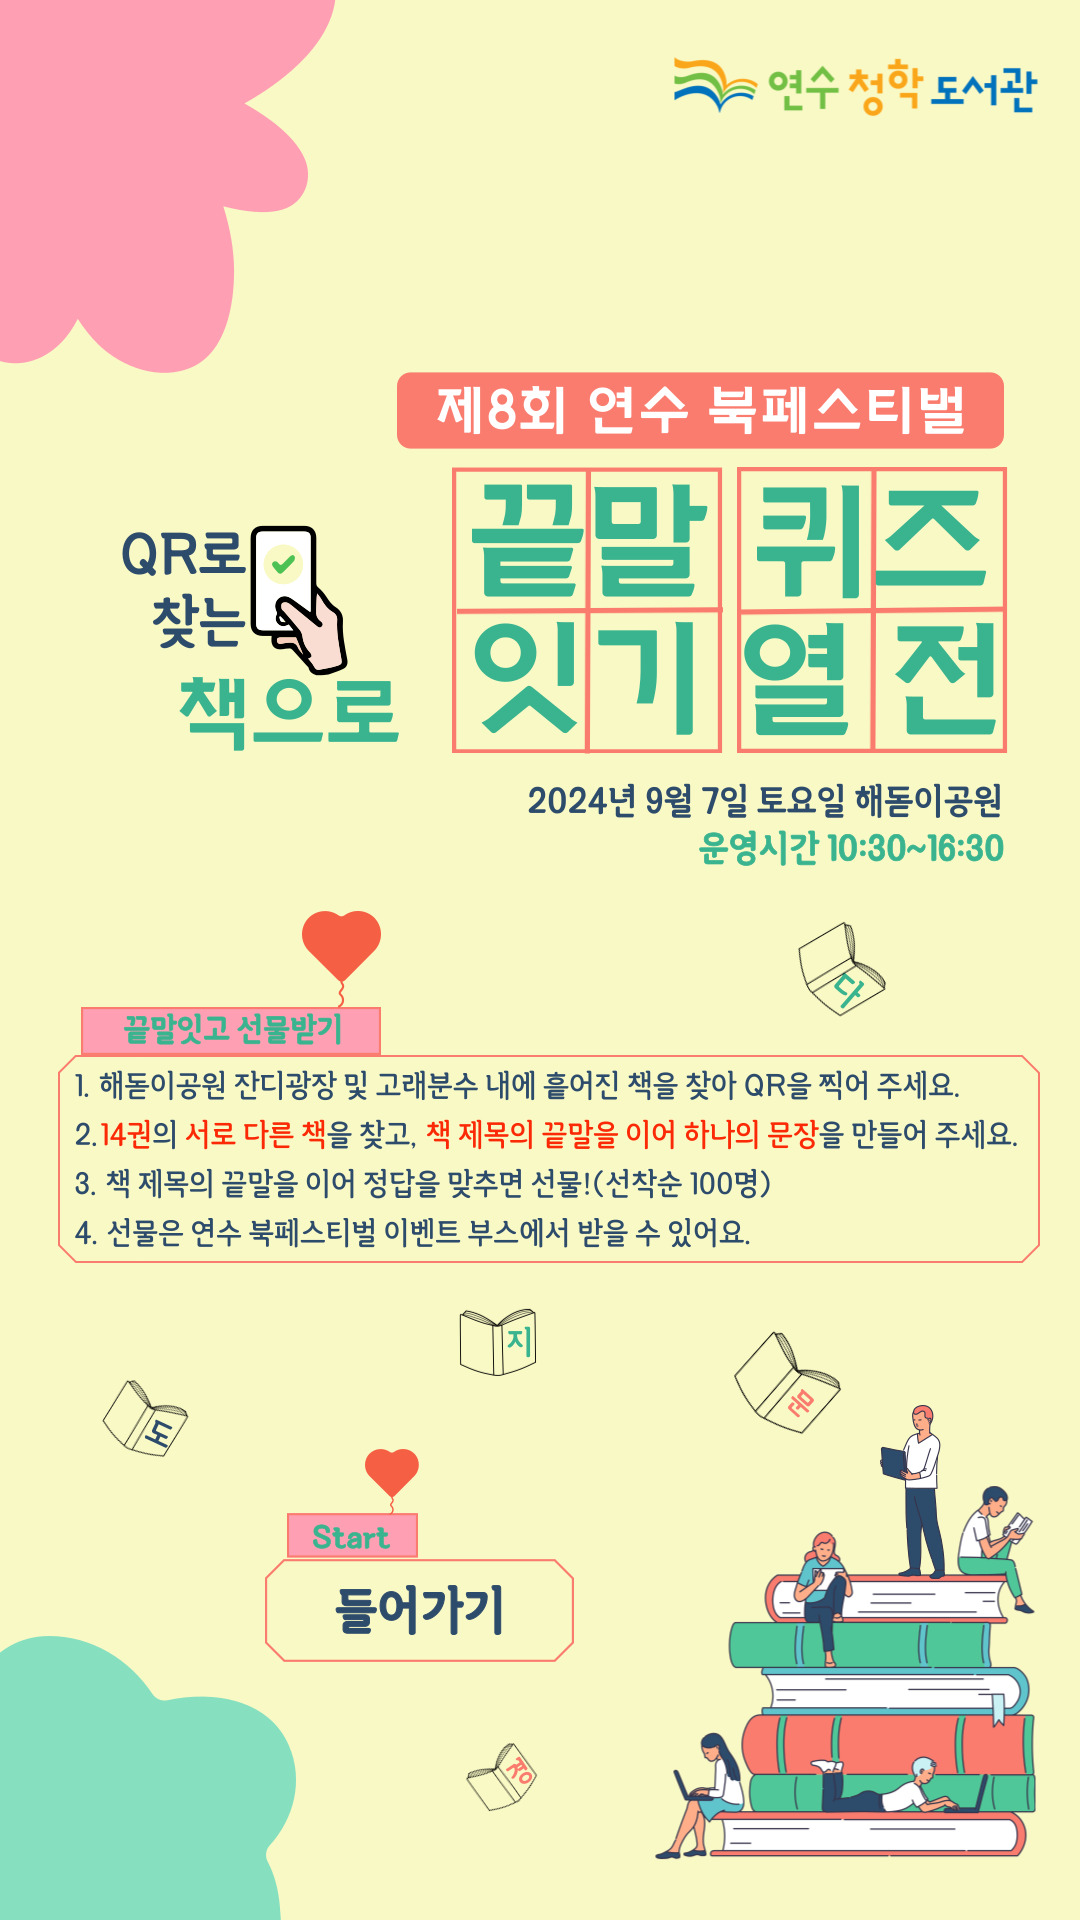 연수 청학 도서관
제8회 연수 북페스티벌
QR로
찾는
책으로
끝말 퀴즈
잇기 열전
2024년 9월 7일 토요일 해돋이공원
운영시간 10:30~16:30
다
끝말잇고 선물받기
1. 해돋이공원 잔디광장 및 고래분수 내에 흩어진 책을 찾아 QR을 찍어 주세요.
2. 14권의 서로 다른 책을 찾고, 책 제목의 끝말을 이어 하나의 문장을 만들어 주세요.
3. 책 제목의 끝말을 이어 정답을 맞추면 선물!(선착순 100명)
4. 선물은 연수 북페스티벌 이벤트 부스에서 받을 수 있어요.
지
문
도
Start
들어가기
정